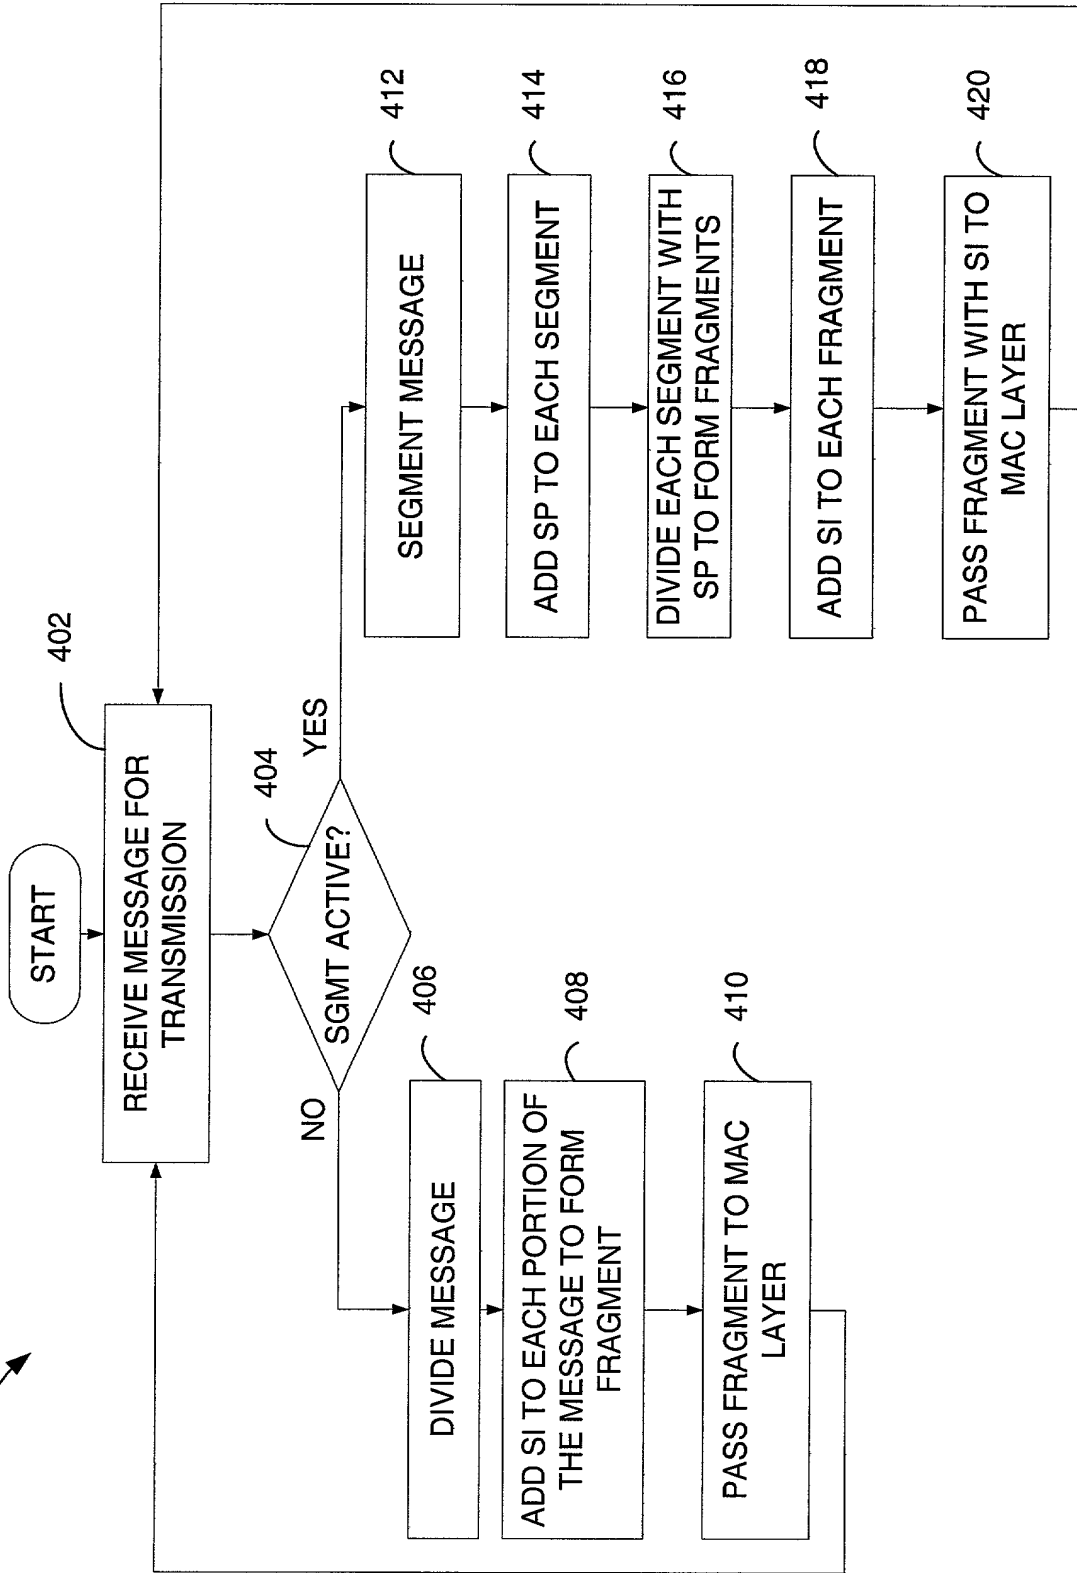 START
402
RECEIVE MESSAGE FOR
TRANSMISSION
404
SGMT ACTIVE?
NO
YES
406
DIVIDE MESSAGE
408
ADD SI TO EACH PORTION OF
THE MESSAGE TO FORM
FRAGMENT
410
PASS FRAGMENT TO MAC
LAYER
412
SEGMENT MESSAGE
414
ADD SP TO EACH SEGMENT
416
DIVIDE EACH SEGMENT WITH
SP TO FORM FRAGMENTS
418
ADD SI TO EACH FRAGMENT
420
PASS FRAGMENT WITH SI TO
MAC LAYER